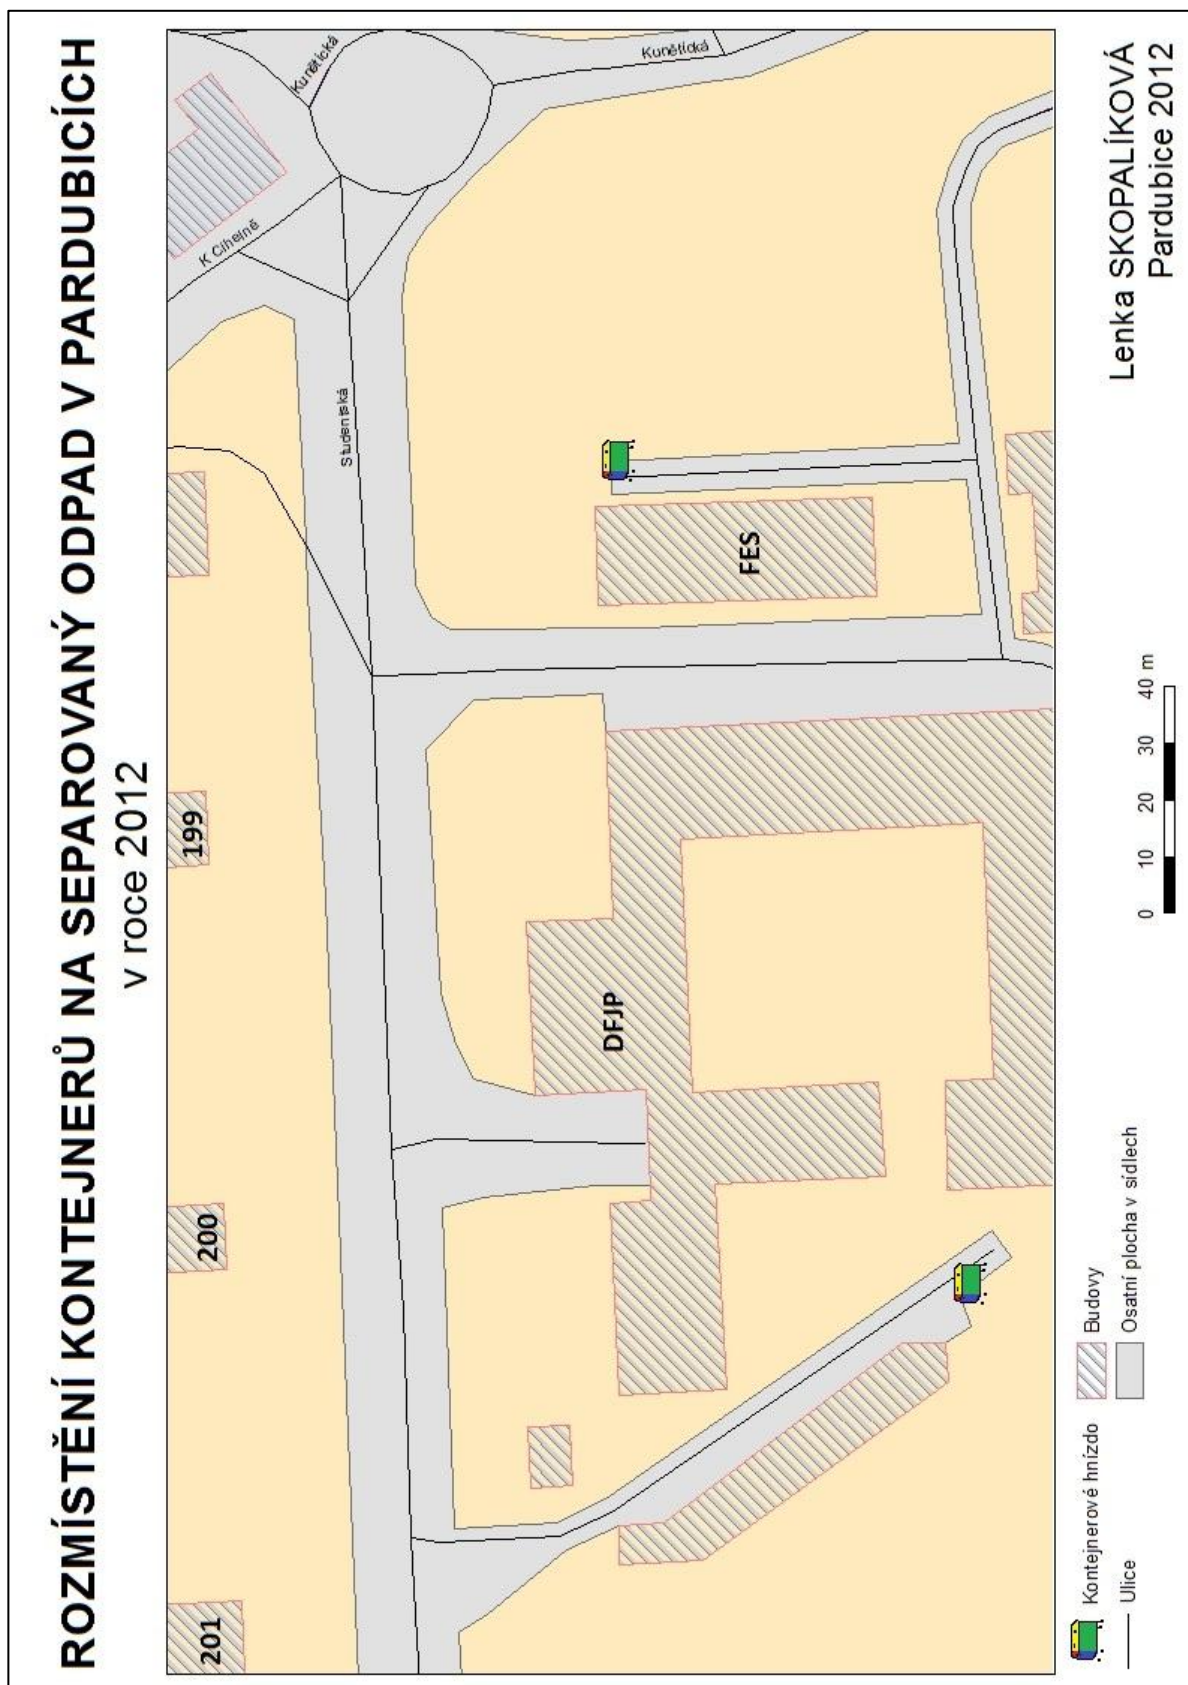 ROZMÍSTĚNÍ KONTEJNERŮ NA SEPAROVANÝ ODPAD V PARDUBICÍCH
v roce 2012
201
200
199
K Cihelně
Kunětická
Studentská
Kunětická
DFJP
FES
Kontejnerové hnízdo
Ulice
Budovy
Osatní plocha v sídlech
0 10 20 30 40 m
Lenka SKOPALÍKOVÁ
Pardubice 2012